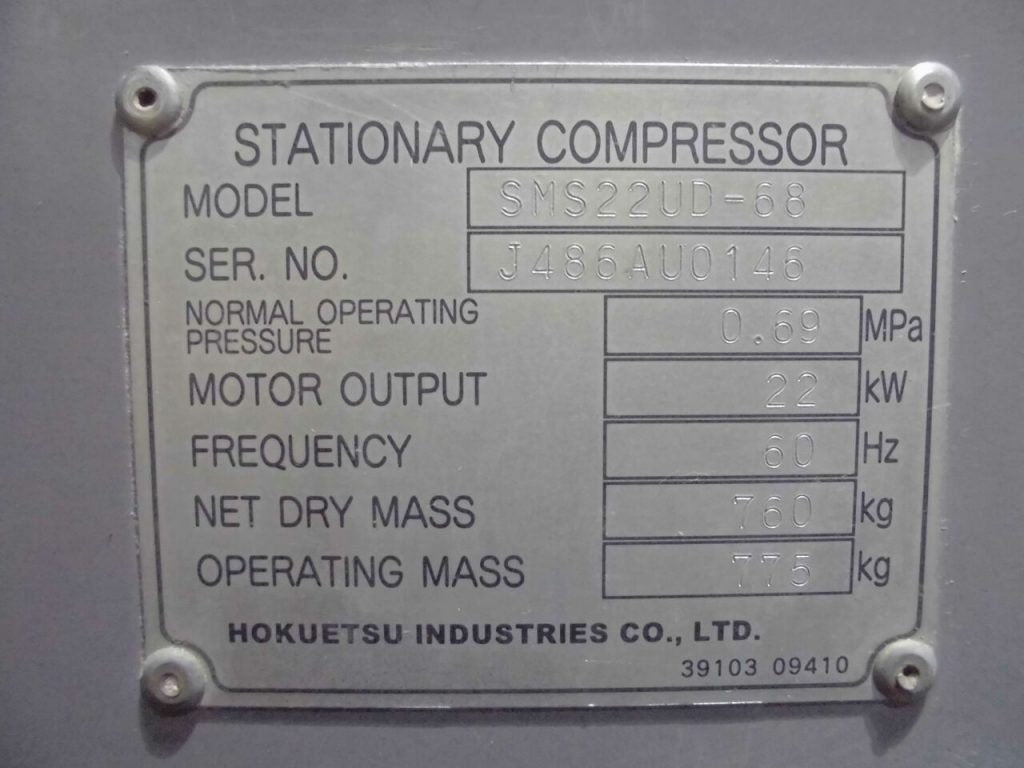 STATIONARY COMPRESSOR
MODEL SMS22UD-68
SER. NO. J486AU0146
NORMAL OPERATING
PRESSURE 0.69 MPa
MOTOR OUTPUT 22 kW
FREQUENCY 60 Hz
NET DRY MASS 760 kg
OPERATING MASS 775 kg
HOKUETSU INDUSTRIES CO., LTD.
39103 09410